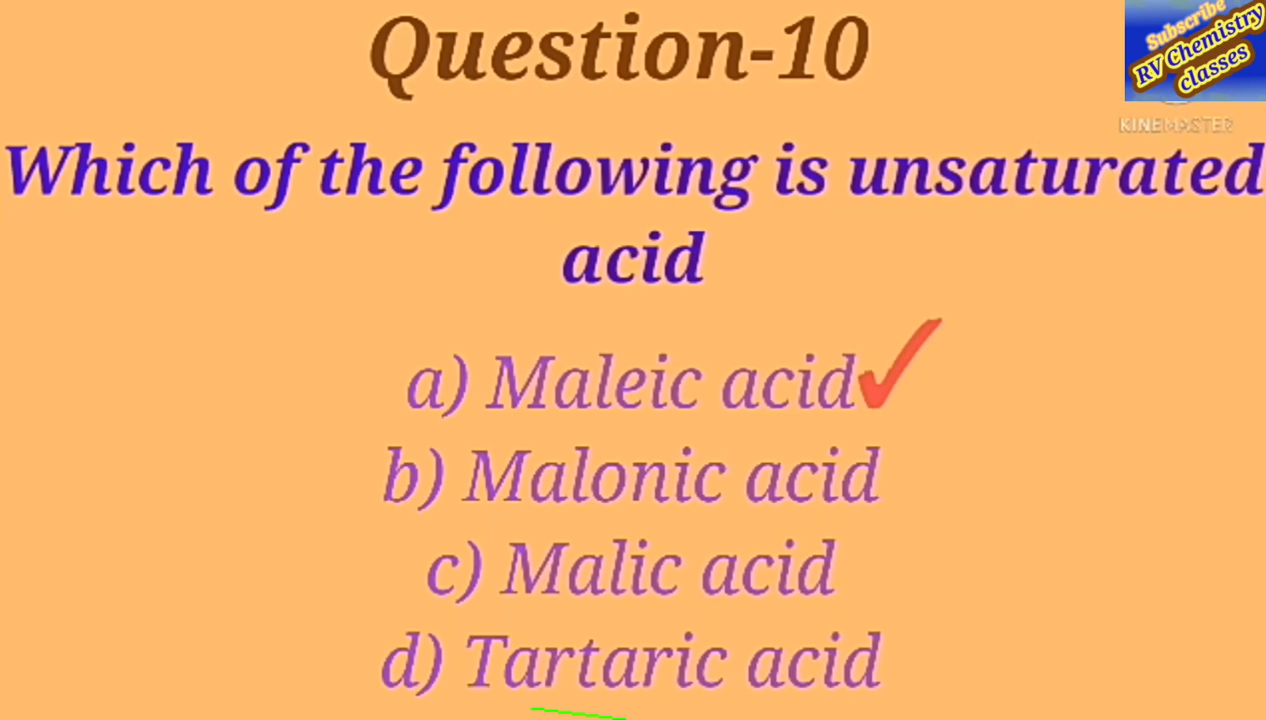 Question-10
Subscribe
RV Chemistry
classes
KINEMASTER
Which of the following is unsaturated
acid
a) Maleic acid
b) Malonic acid
c) Malic acid
d) Tartaric acid